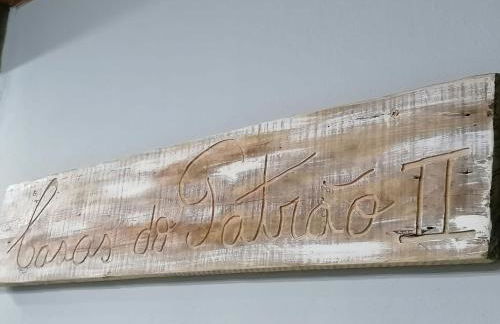 Casas do Patrão II